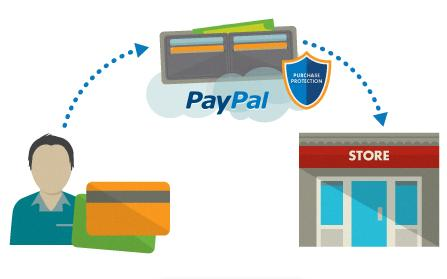 PURCHASE
PROTECTION
PayPal
STORE